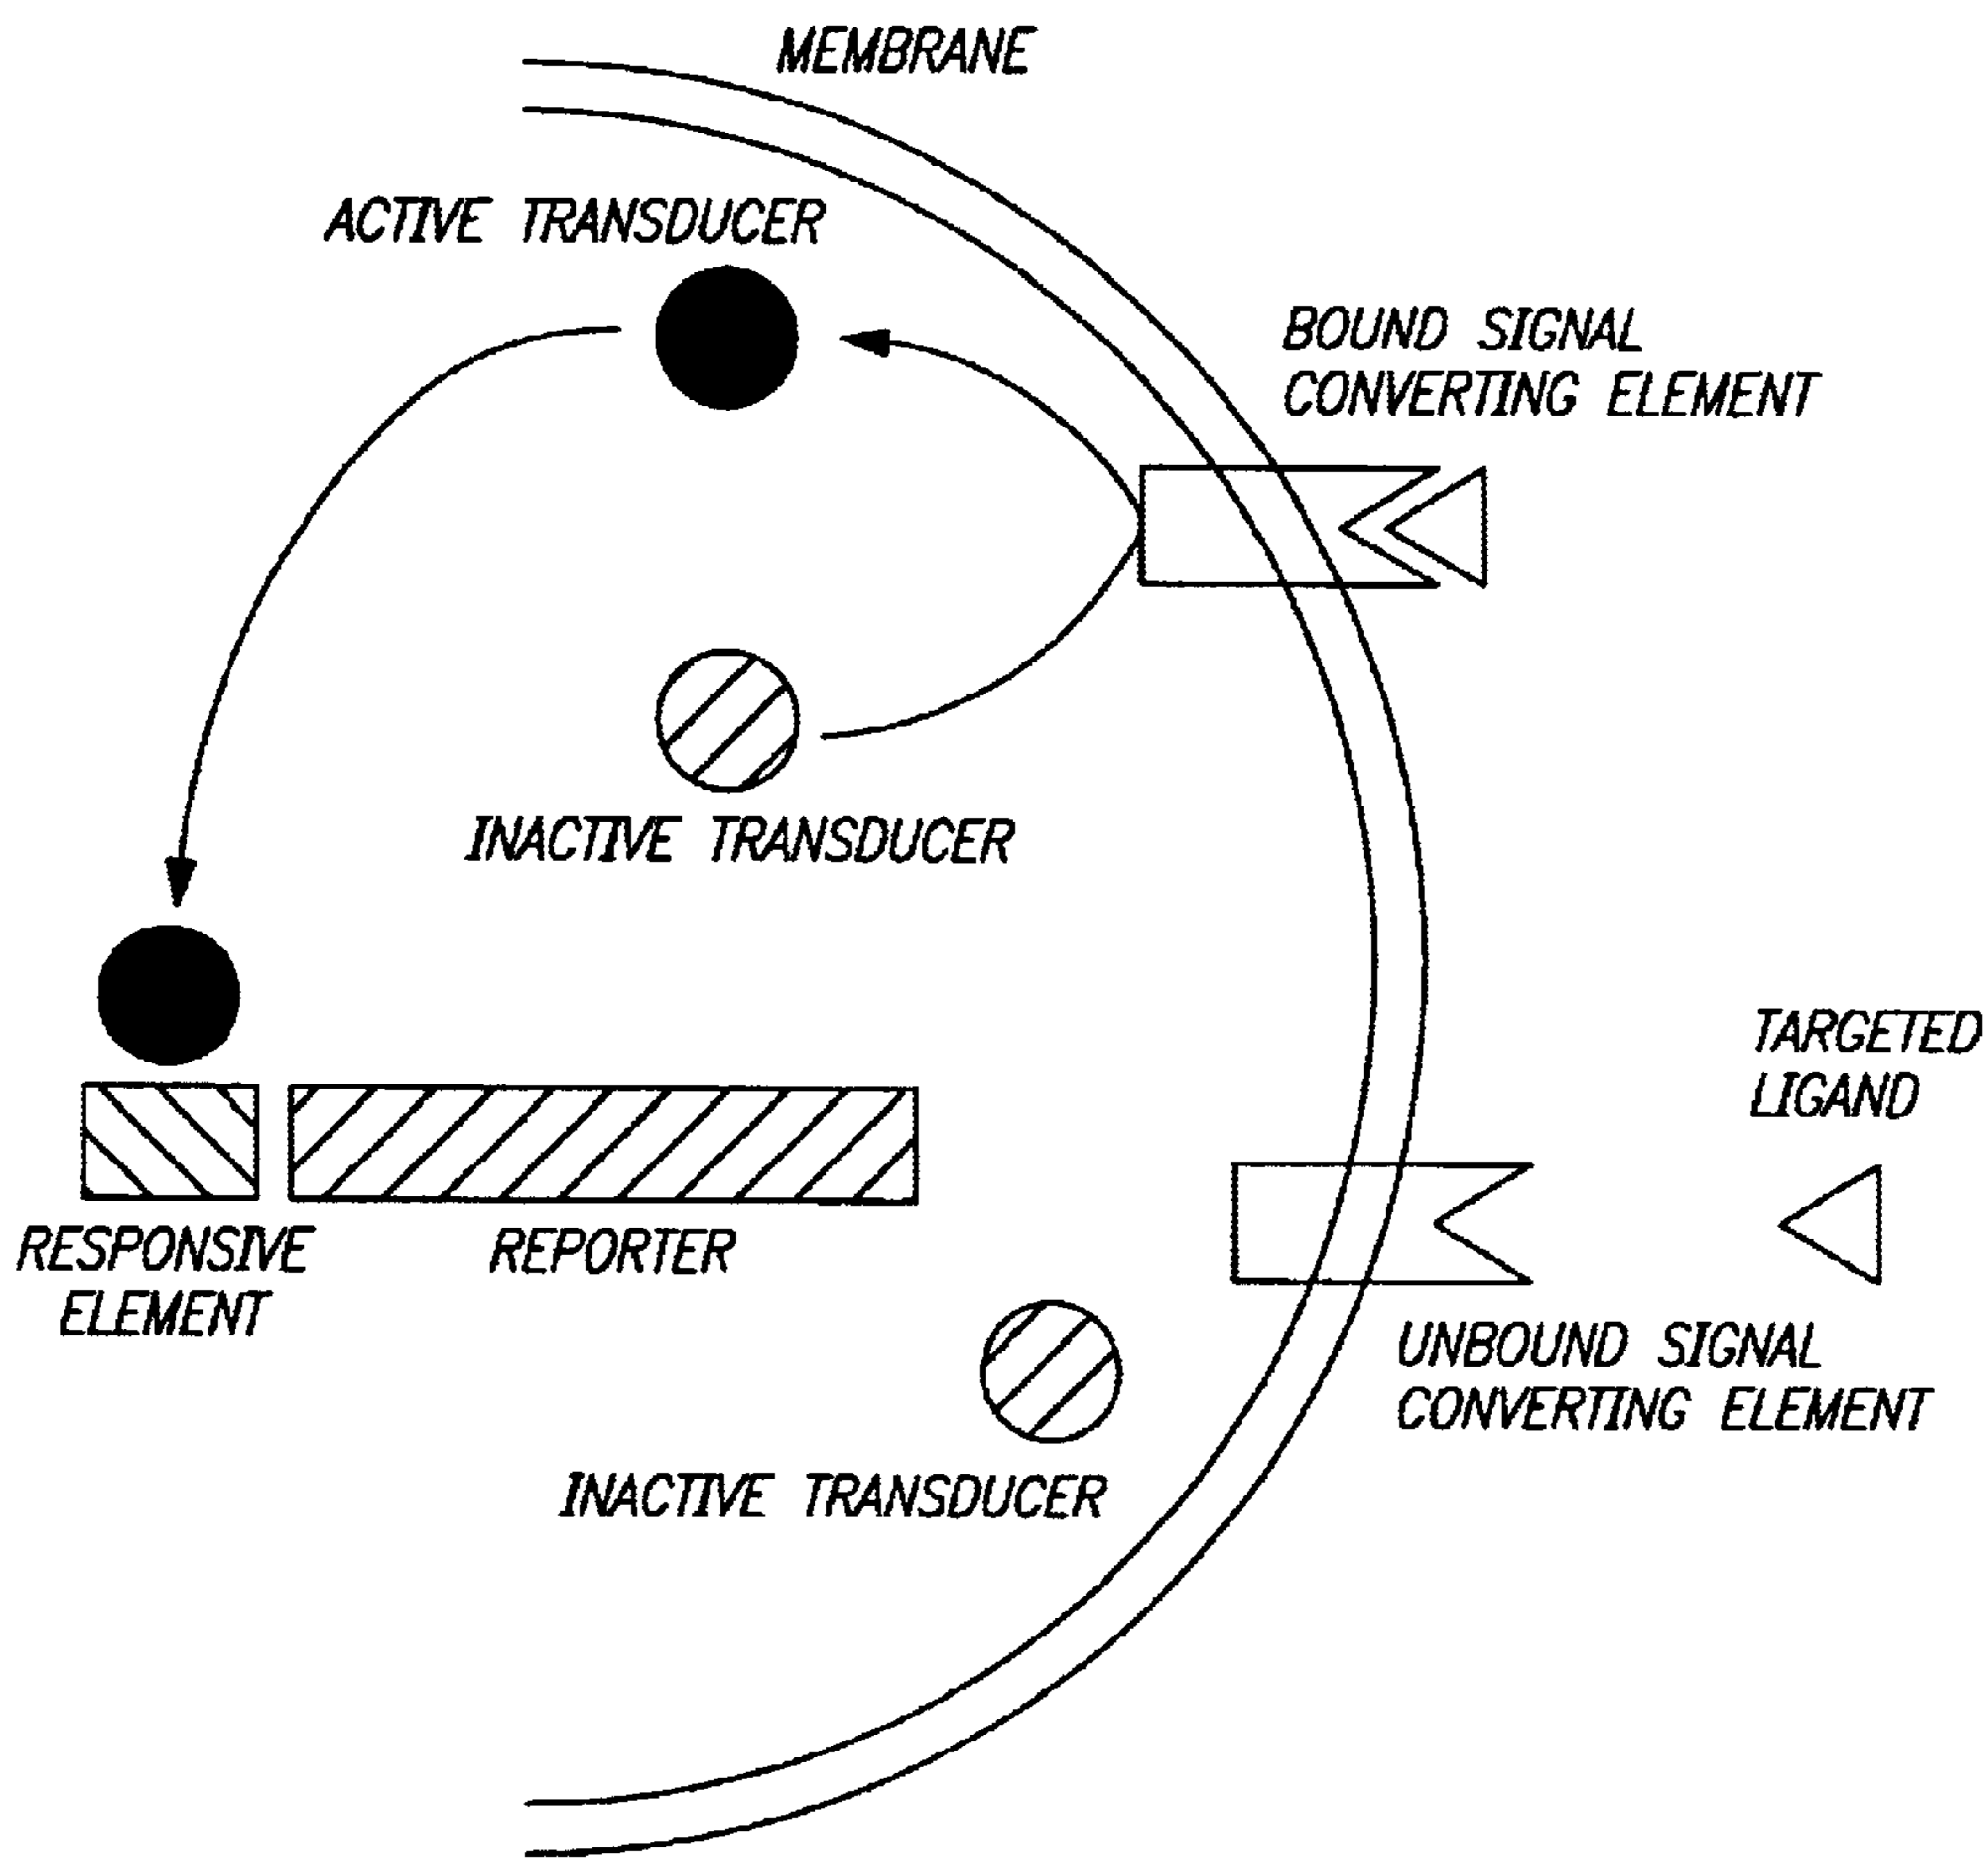 MEMBRANE
ACTIVE TRANSDUCER
BOUND SIGNAL
CONVERTING ELEMENT
INACTIVE TRANSDUCER
TARGETED
LIGAND
RESPONSIVE
ELEMENT
REPORTER
UNBOUND SIGNAL
CONVERTING ELEMENT
INACTIVE TRANSDUCER